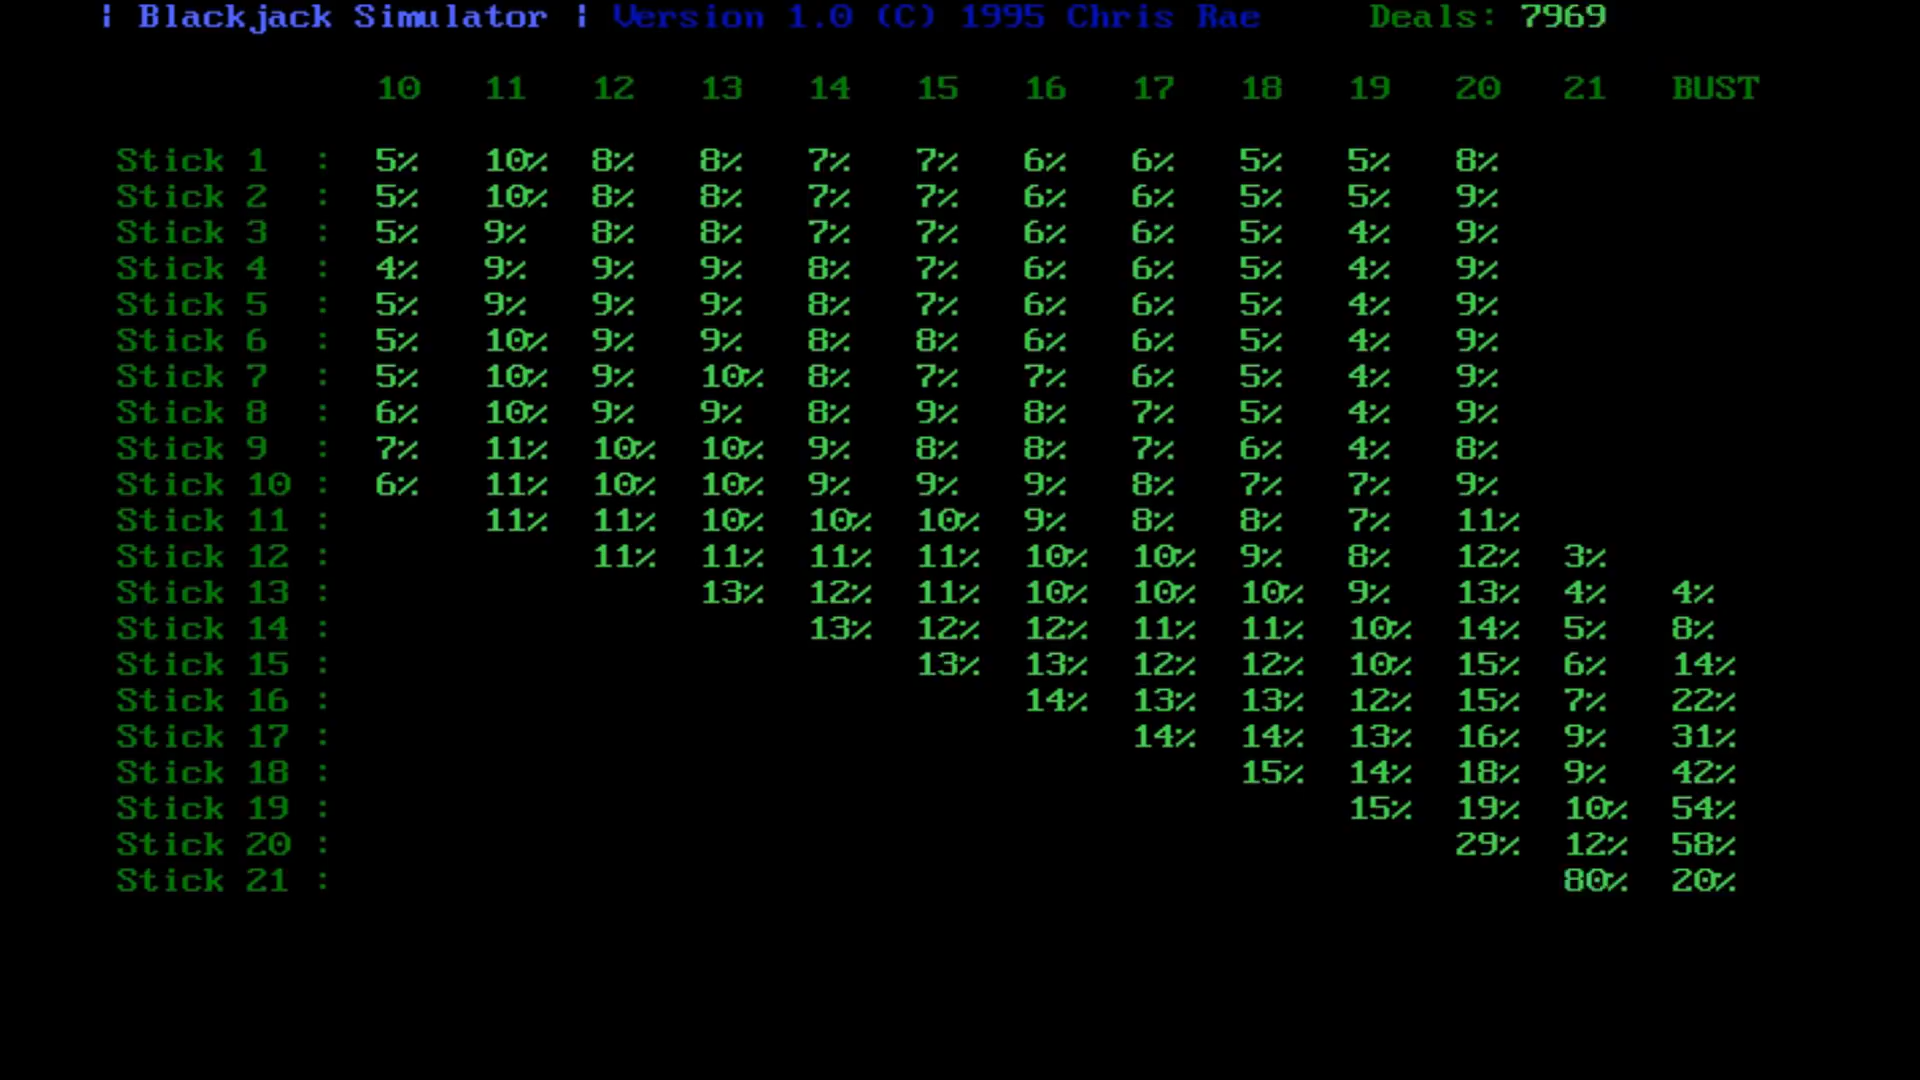 | Blackjack Simulator | Version 1.0 (C) 1995 Chris Rae Deals: 7969
10 11 12 13 14 15 16 17 18 19 20 21 BUST
Stick 1 : 5% 10% 8% 8% 7% 7% 6% 6% 5% 5% 8%
Stick 2 : 5% 10% 8% 8% 7% 7% 6% 6% 5% 5% 9%
Stick 3 : 5% 9% 8% 8% 7% 7% 6% 6% 5% 4% 9%
Stick 4 : 4% 9% 9% 9% 8% 7% 6% 6% 5% 4% 9%
Stick 5 : 5% 9% 9% 9% 8% 7% 6% 6% 5% 4% 9%
Stick 6 : 5% 10% 9% 9% 8% 8% 6% 6% 5% 4% 9%
Stick 7 : 5% 10% 9% 10% 8% 7% 7% 6% 5% 4% 9%
Stick 8 : 6% 10% 9% 9% 8% 9% 8% 7% 5% 4% 9%
Stick 9 : 7% 11% 10% 10% 9% 8% 8% 7% 6% 4% 8%
Stick 10 : 6% 11% 10% 10% 9% 9% 9% 8% 7% 7% 9%
Stick 11 : 11% 11% 10% 10% 10% 9% 8% 8% 7% 11%
Stick 12 : 11% 11% 11% 11% 10% 10% 9% 8% 12% 3%
Stick 13 : 13% 12% 11% 10% 10% 10% 9% 13% 4% 4%
Stick 14 : 13% 12% 12% 11% 11% 10% 14% 5% 8%
Stick 15 : 13% 13% 12% 12% 10% 15% 6% 14%
Stick 16 : 14% 13% 13% 12% 15% 7% 22%
Stick 17 : 14% 14% 13% 16% 9% 31%
Stick 18 : 15% 14% 18% 9% 42%
Stick 19 : 15% 19% 10% 54%
Stick 20 : 29% 12% 58%
Stick 21 : 80% 20%